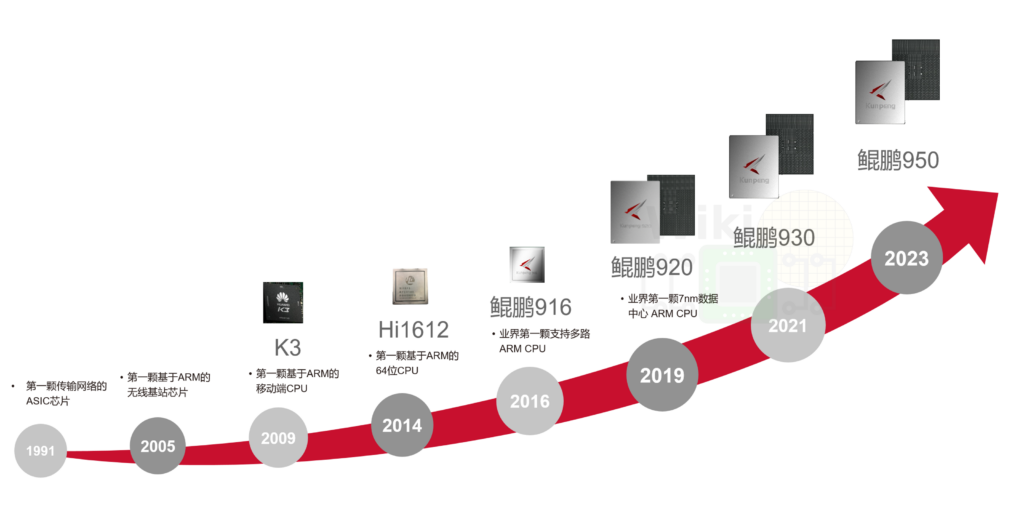 鲲鹏950
鲲鹏930
鲲鹏920
• 业界第一颗7nm数据
中心 ARM CPU
鲲鹏916
• 业界第一颗支持多路
ARM CPU
Hi1612
• 第一颗基于ARM的
64位CPU
K3
• 第一颗基于ARM的
移动端CPU
• 第一颗基于ARM的
无线基站芯片
• 第一颗传输网络的
ASIC芯片
1991
2005
2009
2014
2016
2019
2021
2023
Kunpeng
Kunpeng
Wiki